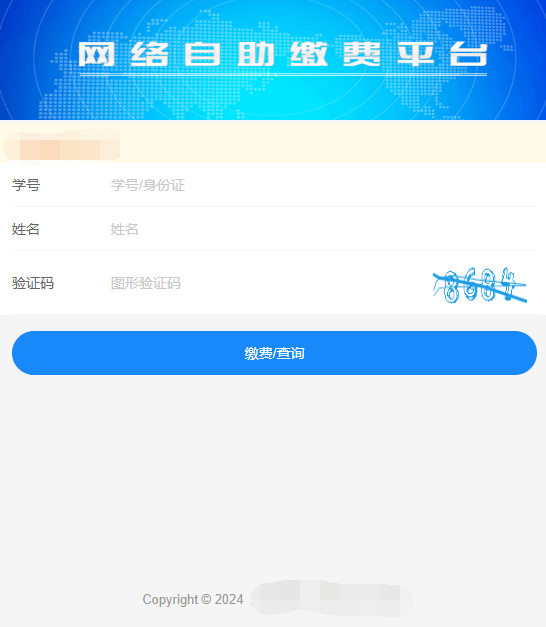 网络自助缴费平台
学号 学号/身份证
姓名 姓名
验证码 图形验证码 8684
缴费/查询
Copyright © 2024